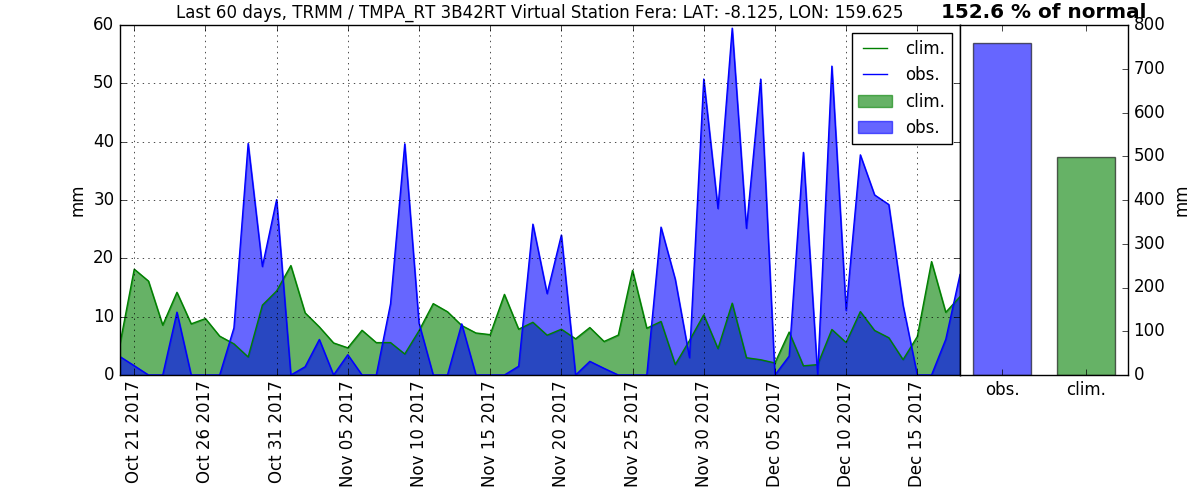 Last 60 days, TRMM / TMPA_RT 3B42RT Virtual Station Fera: LAT: -8.125, LON: 159.625
152.6 % of normal
60
50
40
30
20
10
0
mm
clim.
obs.
clim.
obs.
800
700
600
500
400
300
200
100
0
mm
obs.
clim.
Oct 21 2017
Oct 26 2017
Oct 31 2017
Nov 05 2017
Nov 10 2017
Nov 15 2017
Nov 20 2017
Nov 25 2017
Nov 30 2017
Dec 05 2017
Dec 10 2017
Dec 15 2017